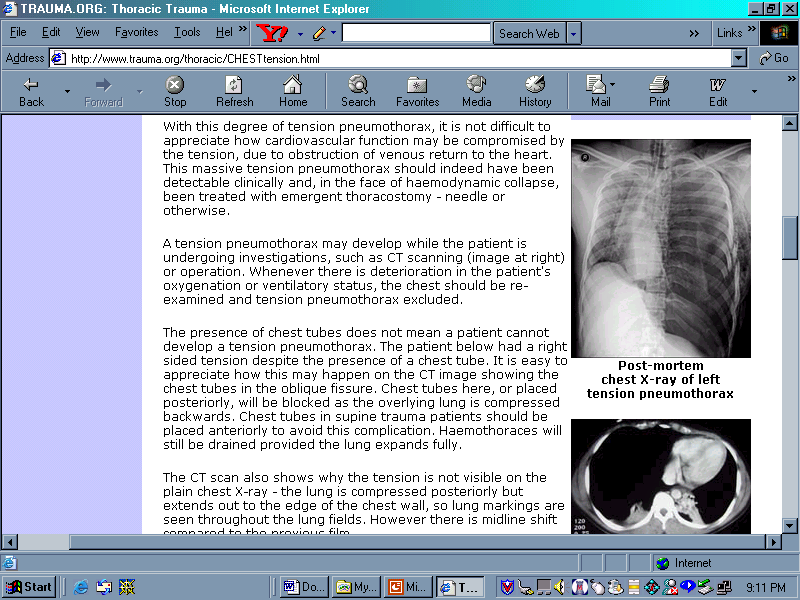 TRAUMA.ORG: Thoracic Trauma - Microsoft Internet Explorer
File Edit View Favorites Tools Hel » Y! Search Web » Links »
Address http://www.trauma.org/thoracic/CHESTtension.html Go
Back Forward Stop Refresh Home Search Favorites Media History Mail Print Edit »
With this degree of tension pneumothorax, it is not difficult to
appreciate how cardiovascular function may be compromised by
the tension, due to obstruction of venous return to the heart.
This massive tension pneumothorax should indeed have been
detectable clinically and, in the face of haemodynamic collapse,
been treated with emergent thoracostomy - needle or
otherwise.
A tension pneumothorax may develop while the patient is
undergoing investigations, such as CT scanning (image at right)
or operation. Whenever there is deterioration in the patient's
oxygenation or ventilatory status, the chest should be re-
examined and tension pneumothorax excluded.
The presence of chest tubes does not mean a patient cannot
develop a tension pneumothorax. The patient below had a right
sided tension despite the presence of a chest tube. It is easy to
appreciate how this may happen on the CT image showing the
chest tubes in the oblique fissure. Chest tubes here, or placed
posteriorly, will be blocked as the overlying lung is compressed
backwards. Chest tubes in supine trauma patients should be
placed anteriorly to avoid this complication. Haemothoraces will
still be drained provided the lung expands fully.
The CT scan also shows why the tension is not visible on the
plain chest X-ray - the lung is compressed posteriorly but
extends out to the edge of the chest wall, so lung markings are
seen throughout the lung fields. However there is midline shift
compared to the previous film.
Post-mortem
chest X-ray of left
tension pneumothorax
120
200
Internet
Start Do... My... Mi... T... 9:11 PM